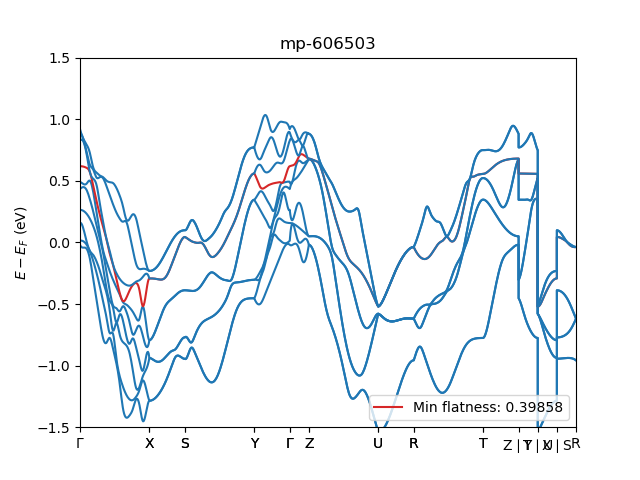 mp-606503
E − E_F (eV)
1.5
1.0
0.5
0.0
−0.5
−1.0
−1.5
Min flatness: 0.39858
Γ X S Y Γ Z U R T Z|T Y| U|S R